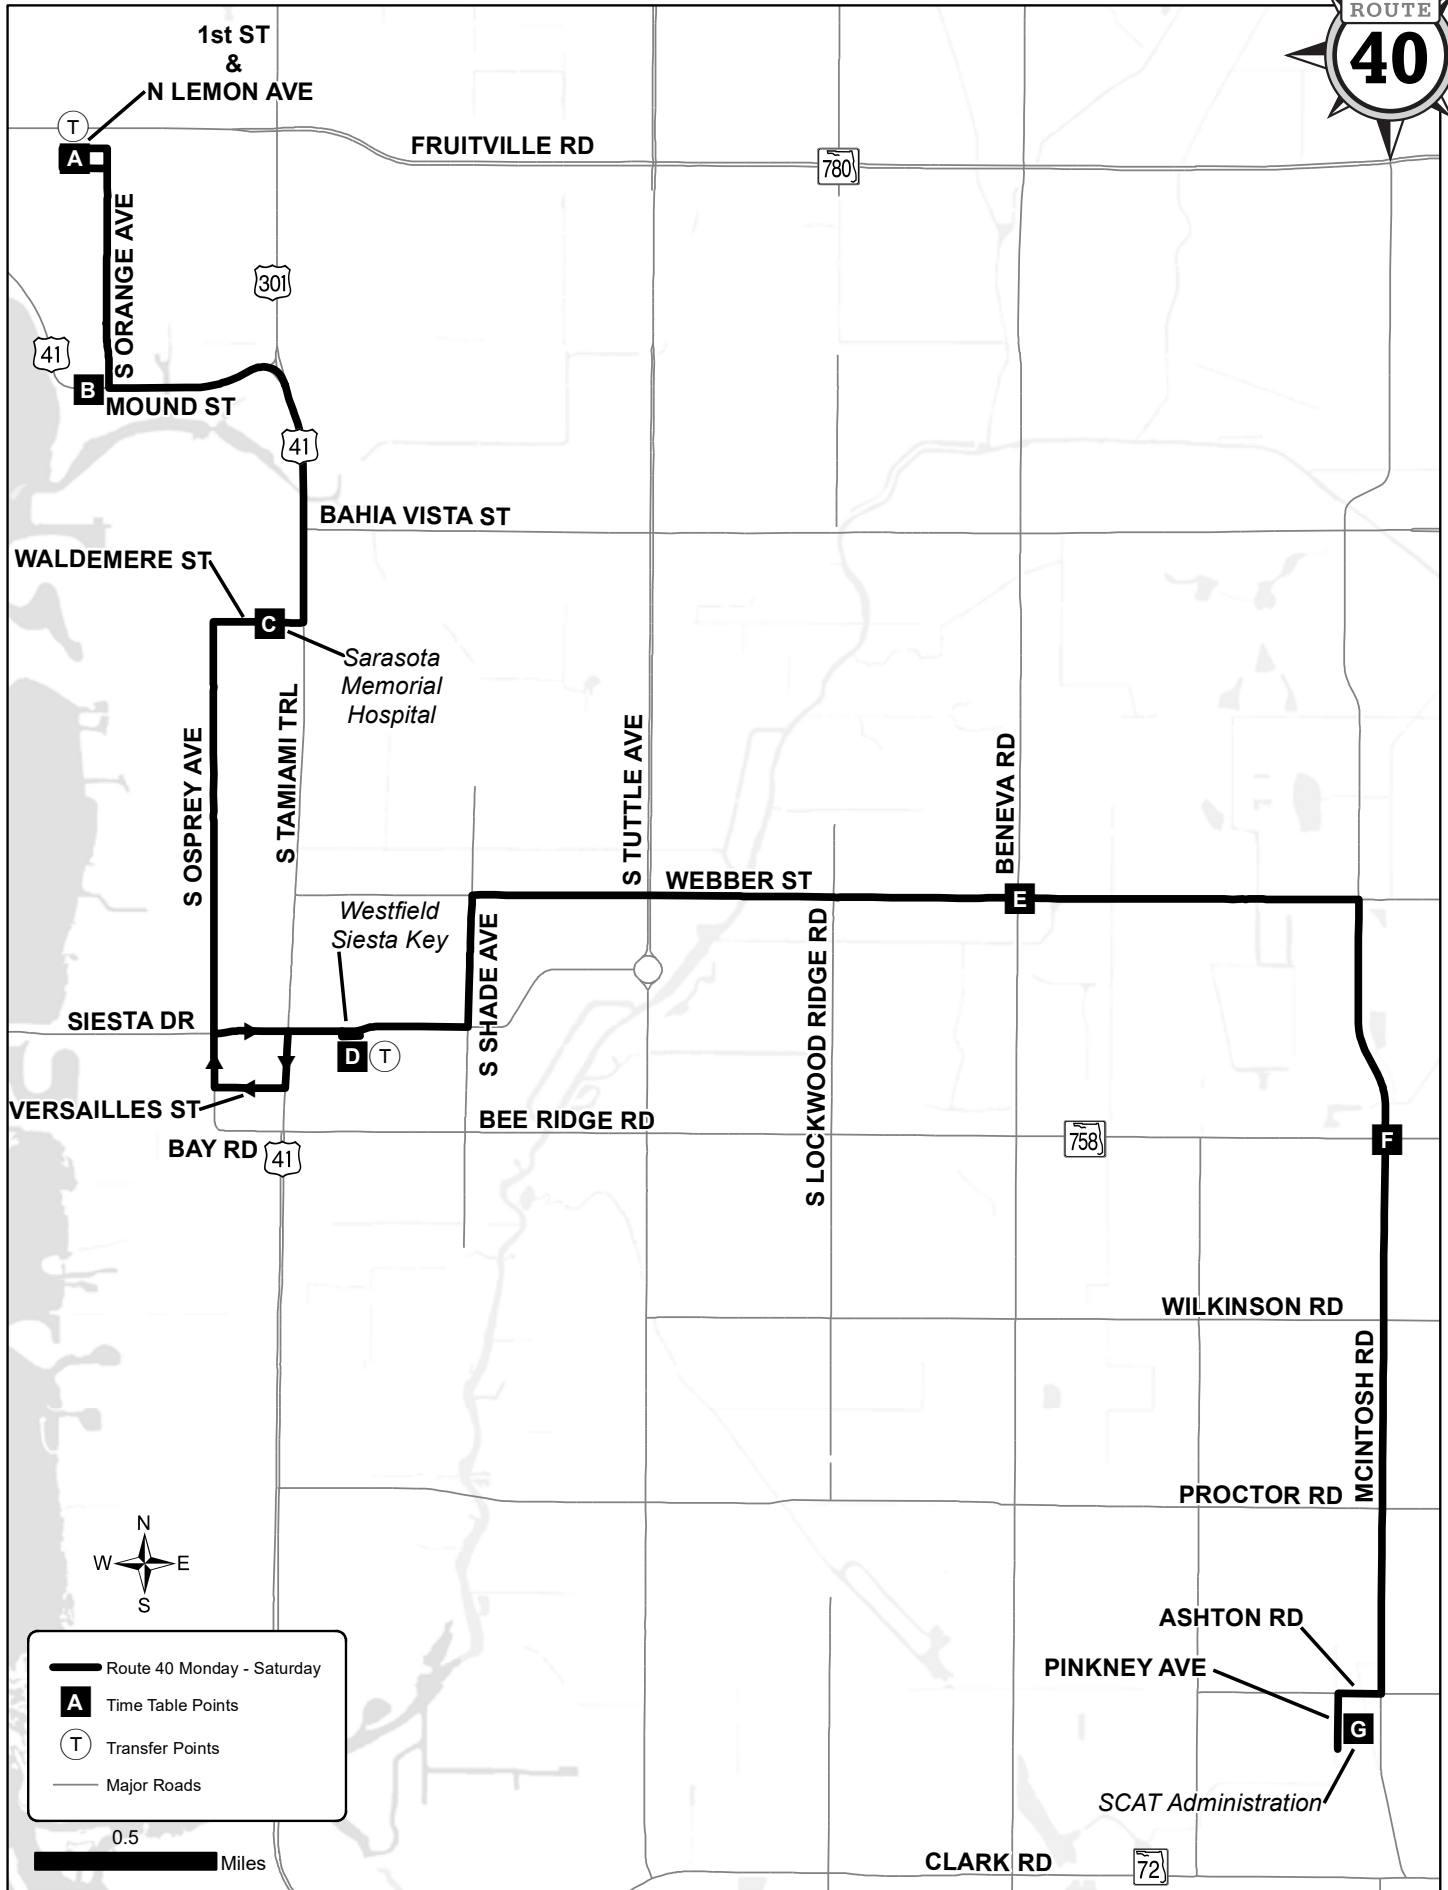 ROUTE
40
1st ST
&
N LEMON AVE
T
A
FRUITVILLE RD
780
S ORANGE AVE
301
41
B
MOUND ST
41
BAHIA VISTA ST
WALDEMERE ST
C
Sarasota
Memorial
Hospital
S OSPREY AVE
S TAMIAMI TRL
S TUTTLE AVE
BENEVA RD
WEBBER ST
E
Westfield
Siesta Key
S SHADE AVE
S LOCKWOOD RIDGE RD
SIESTA DR
D
T
VERSAILLES ST
BEE RIDGE RD
758
F
BAY RD
41
WILKINSON RD
MCINTOSH RD
PROCTOR RD
N
W
E
S
ASHTON RD
PINKNEY AVE
G
SCAT Administration
Route 40 Monday - Saturday
A
Time Table Points
T
Transfer Points
Major Roads
0.5
Miles
CLARK RD
72